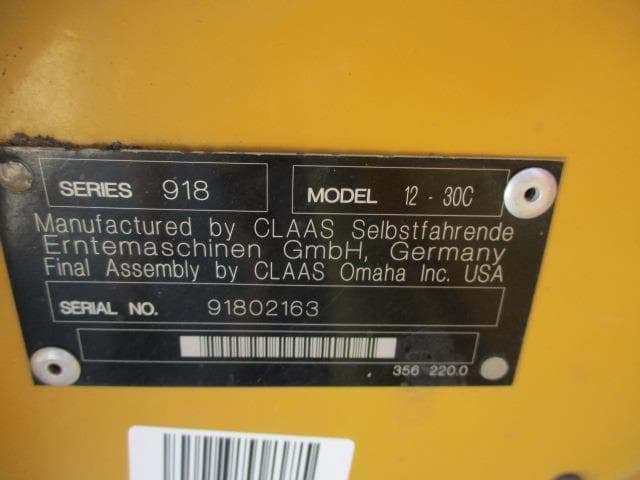 SERIES 918 MODEL 12 - 30C
Manufactured by CLAAS Selbstfahrende
Erntemaschinen GmbH, Germany
Final Assembly by CLAAS Omaha Inc. USA
SERIAL NO. 91802163
356 220.0